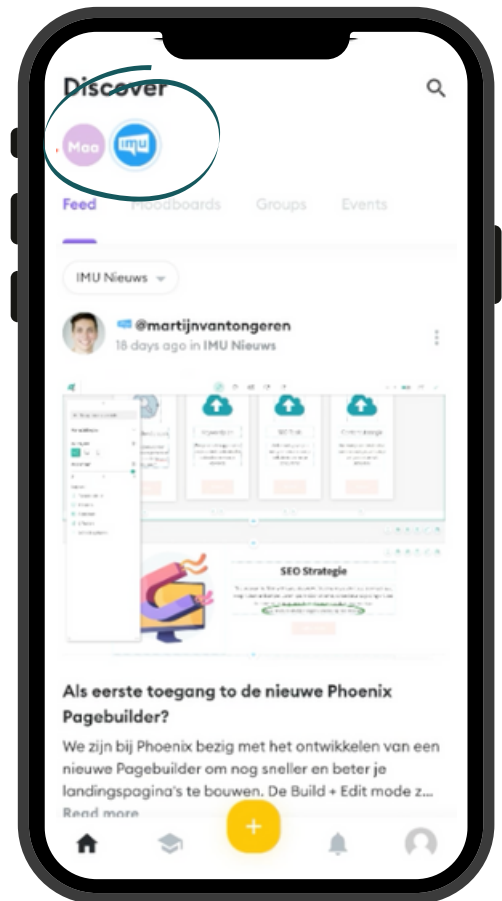 Discover
Maa
imu
Feed Moodboards Groups Events
IMU Nieuws
@martijnvantongeren
18 days ago in IMU Nieuws
SEO Strategie
Als eerste toegang to de nieuwe Phoenix
Pagebuilder?
We zijn bij Phoenix bezig met het ontwikkelen van een
nieuwe Pagebuilder om nog sneller en beter je
landingspagina's te bouwen. De Build + Edit mode z...
Read more